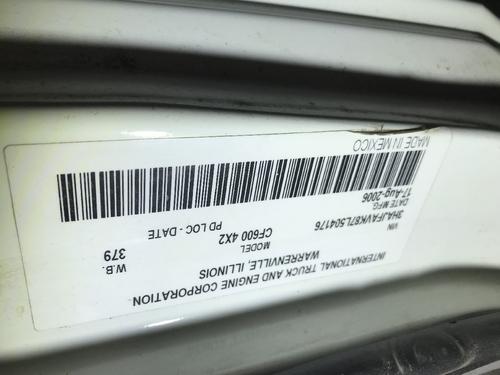 INTERNATIONAL TRUCK AND ENGINE CORPORATION
WARRENVILLE, ILLINOIS
VIN MODEL W.B.
3HAJFAVK87L504176 CF600 4X2 379
DATE MFG PD LOC - DATE
17-Aug-2006
MADE IN MEXICO